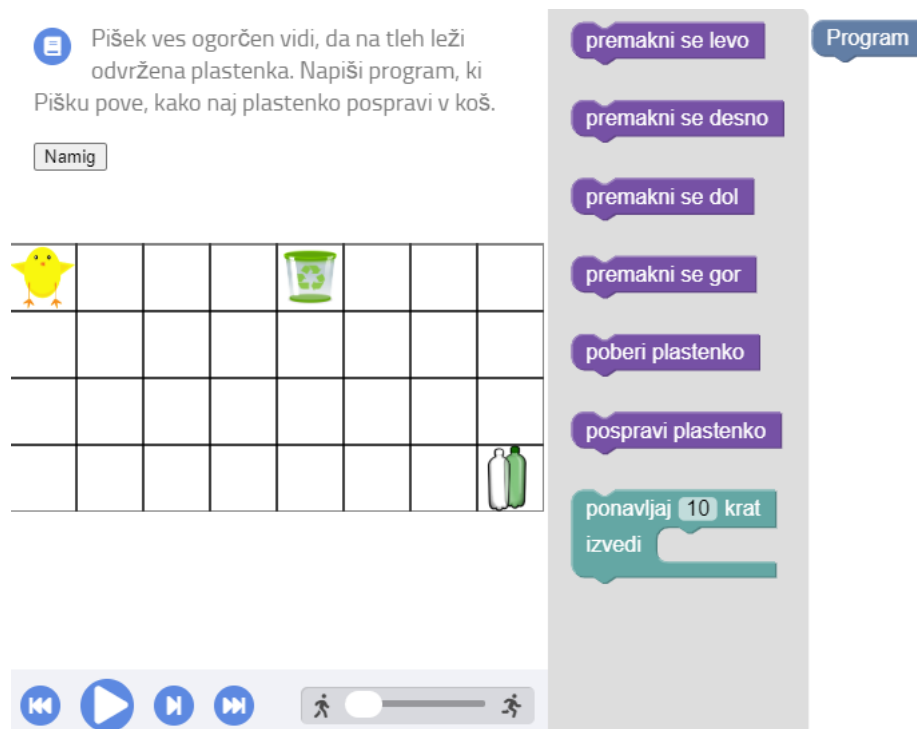 Pišek ves ogorčen vidi, da na tleh leži
odvržena plastenka. Napiši program, ki
Pišku pove, kako naj plastenko pospravi v koš.
Namig
premakni se levo
premakni se desno
premakni se dol
premakni se gor
poberi plastenko
pospravi plastenko
ponavljaj 10 krat
izvedi
Program